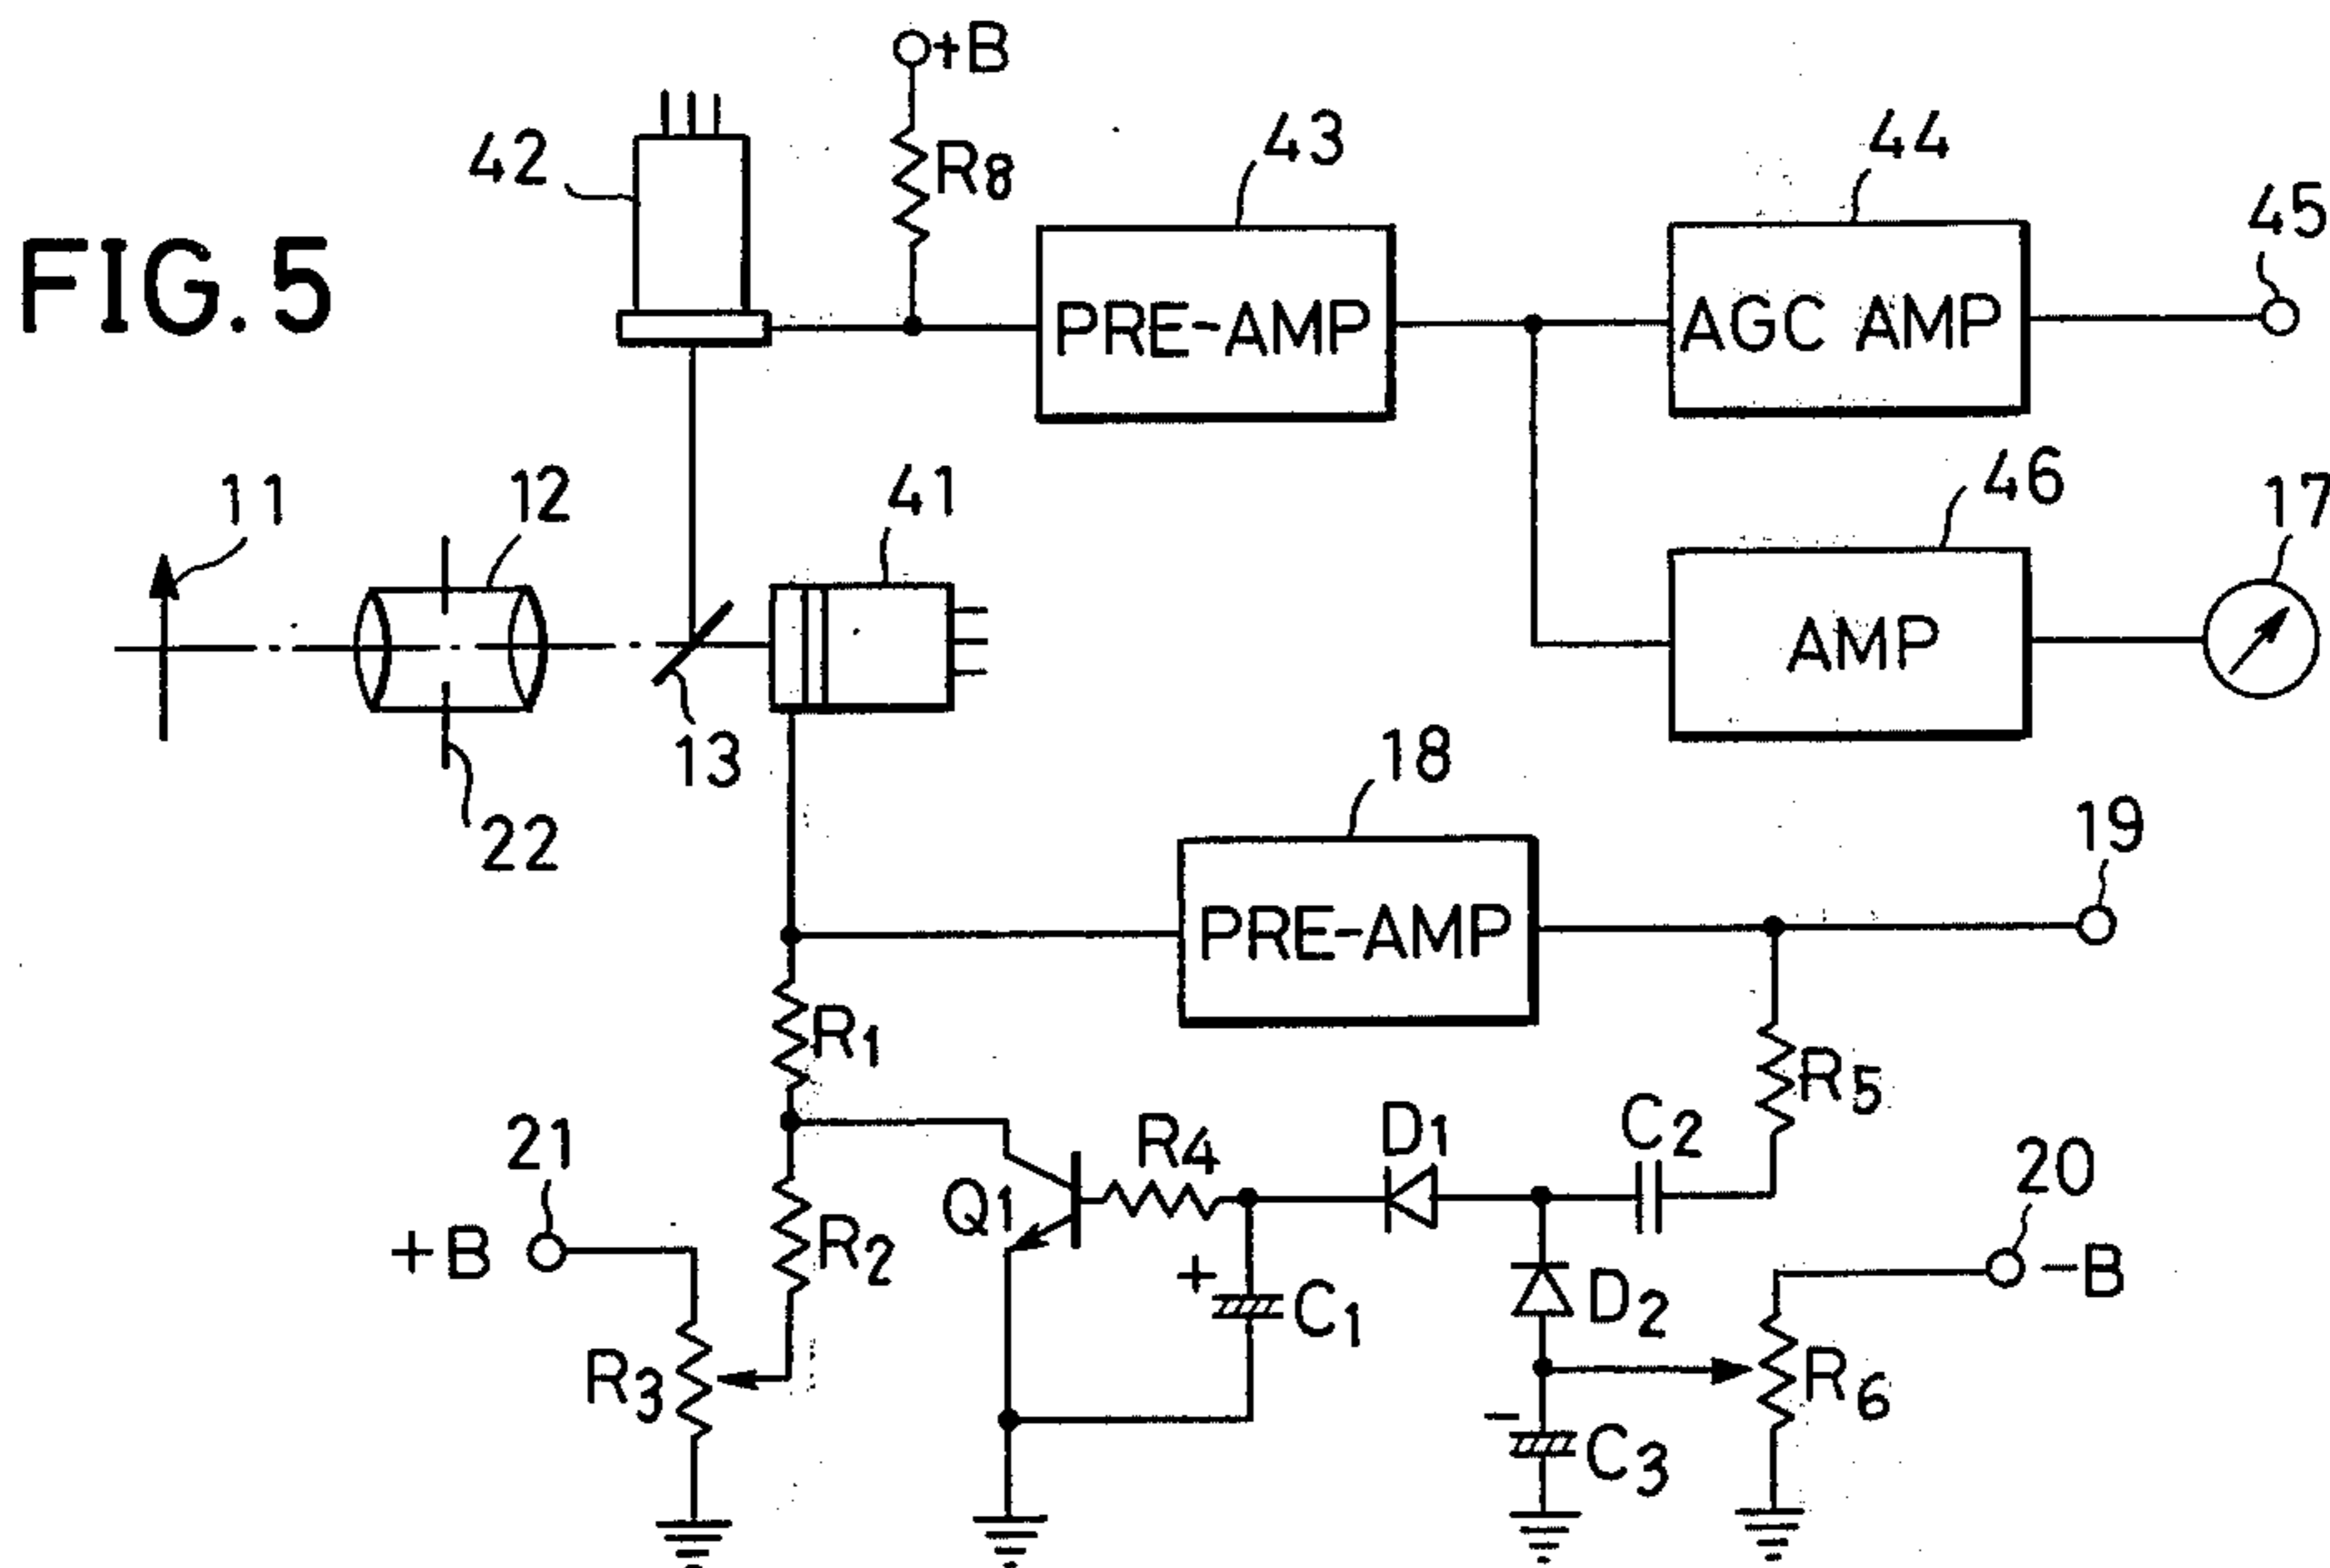 FIG. 5
+B
42
R8
43
44
45
PRE-AMP
AGC AMP
11
12
41
46
17
AMP
13
22
18
19
PRE-AMP
R1
R5
21
+B
R2
Q1
R4
D1
C2
20
-B
R3
+
C1
D2
R6
-
C3